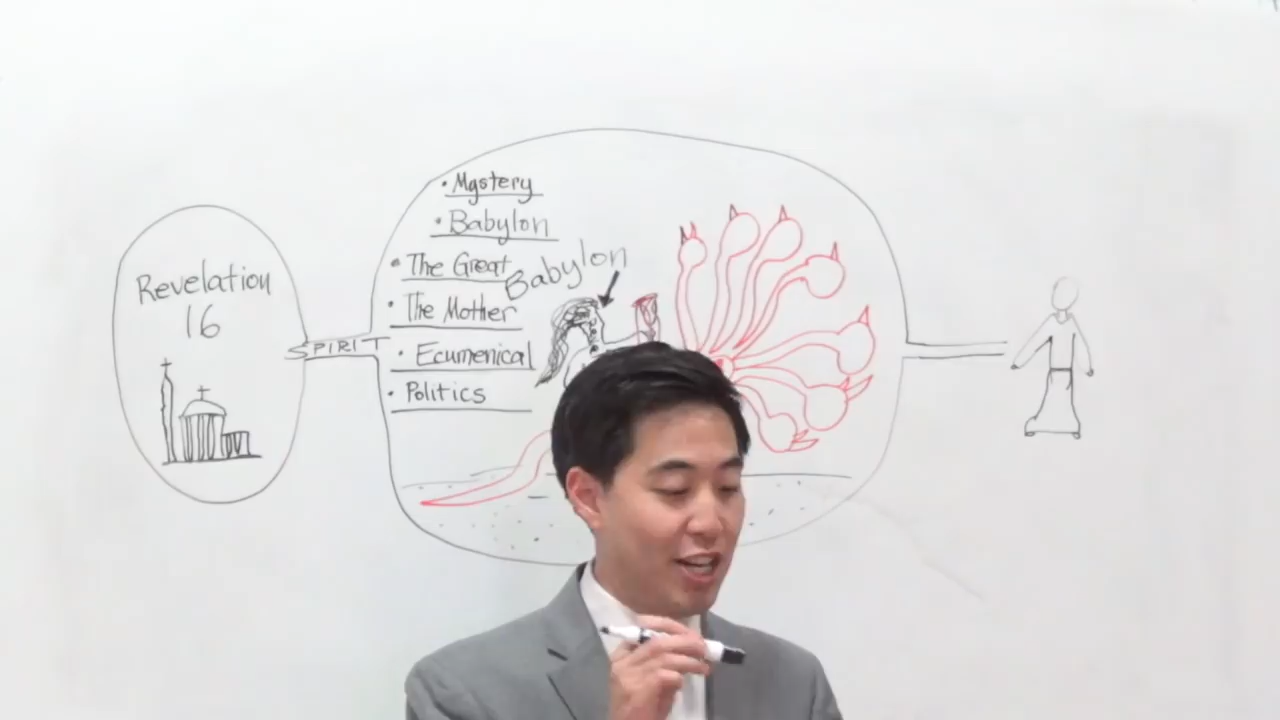 Revelation
16
SPIRIT
• Mystery
• Babylon
• The Great
• The Mother
• Ecumenical
• Politics
Babylon